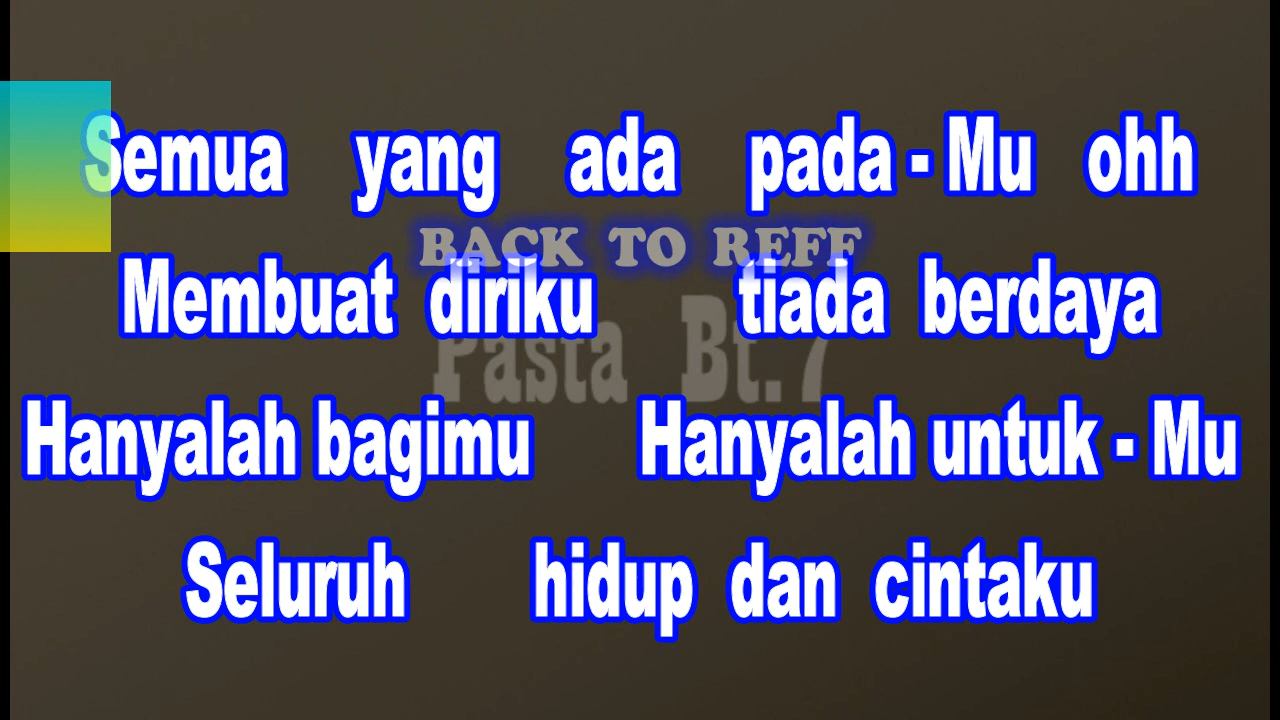 Semua yang ada pada - Mu ohh
BACK TO REFF
Membuat diriku tiada berdaya
Pasta Bt.7
Hanyalah bagimu Hanyalah untuk - Mu
Seluruh hidup dan cintaku